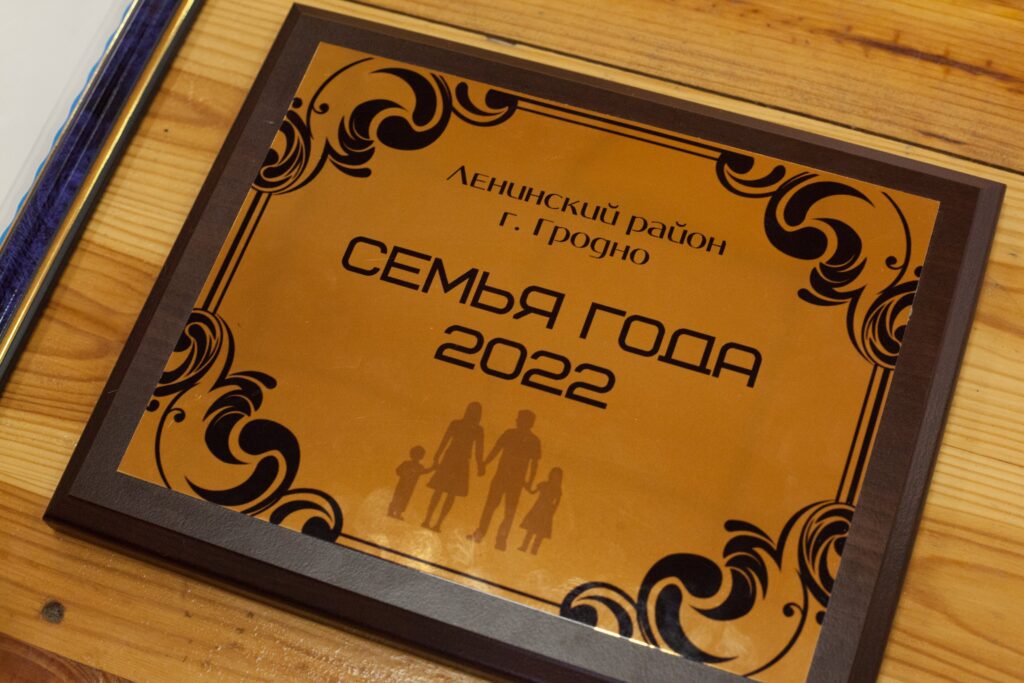 Ленинский район
г. Гродно
СЕМЬЯ ГОДА
2022